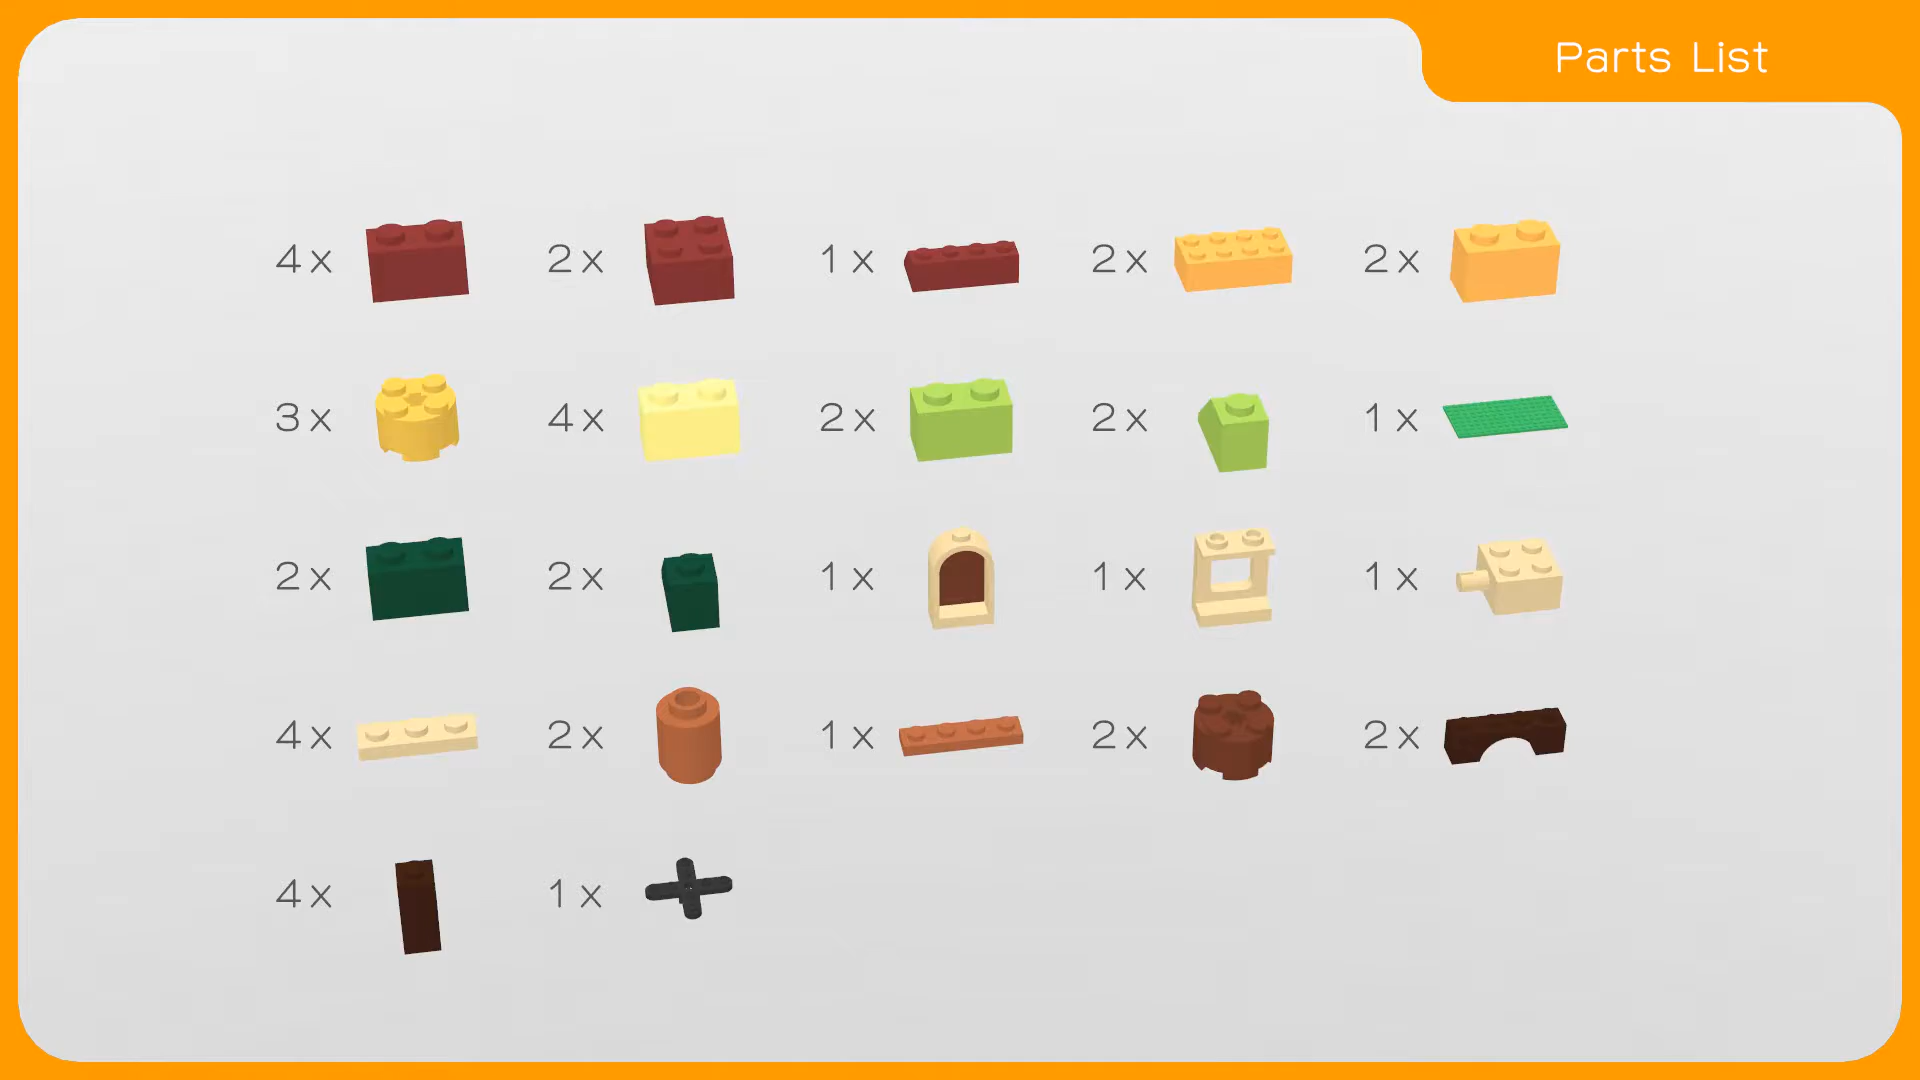 Parts List
4x 2x 1x 2x 2x
3x 4x 2x 2x 1x
2x 2x 1x 1x 1x
4x 2x 1x 2x 2x
4x 1x